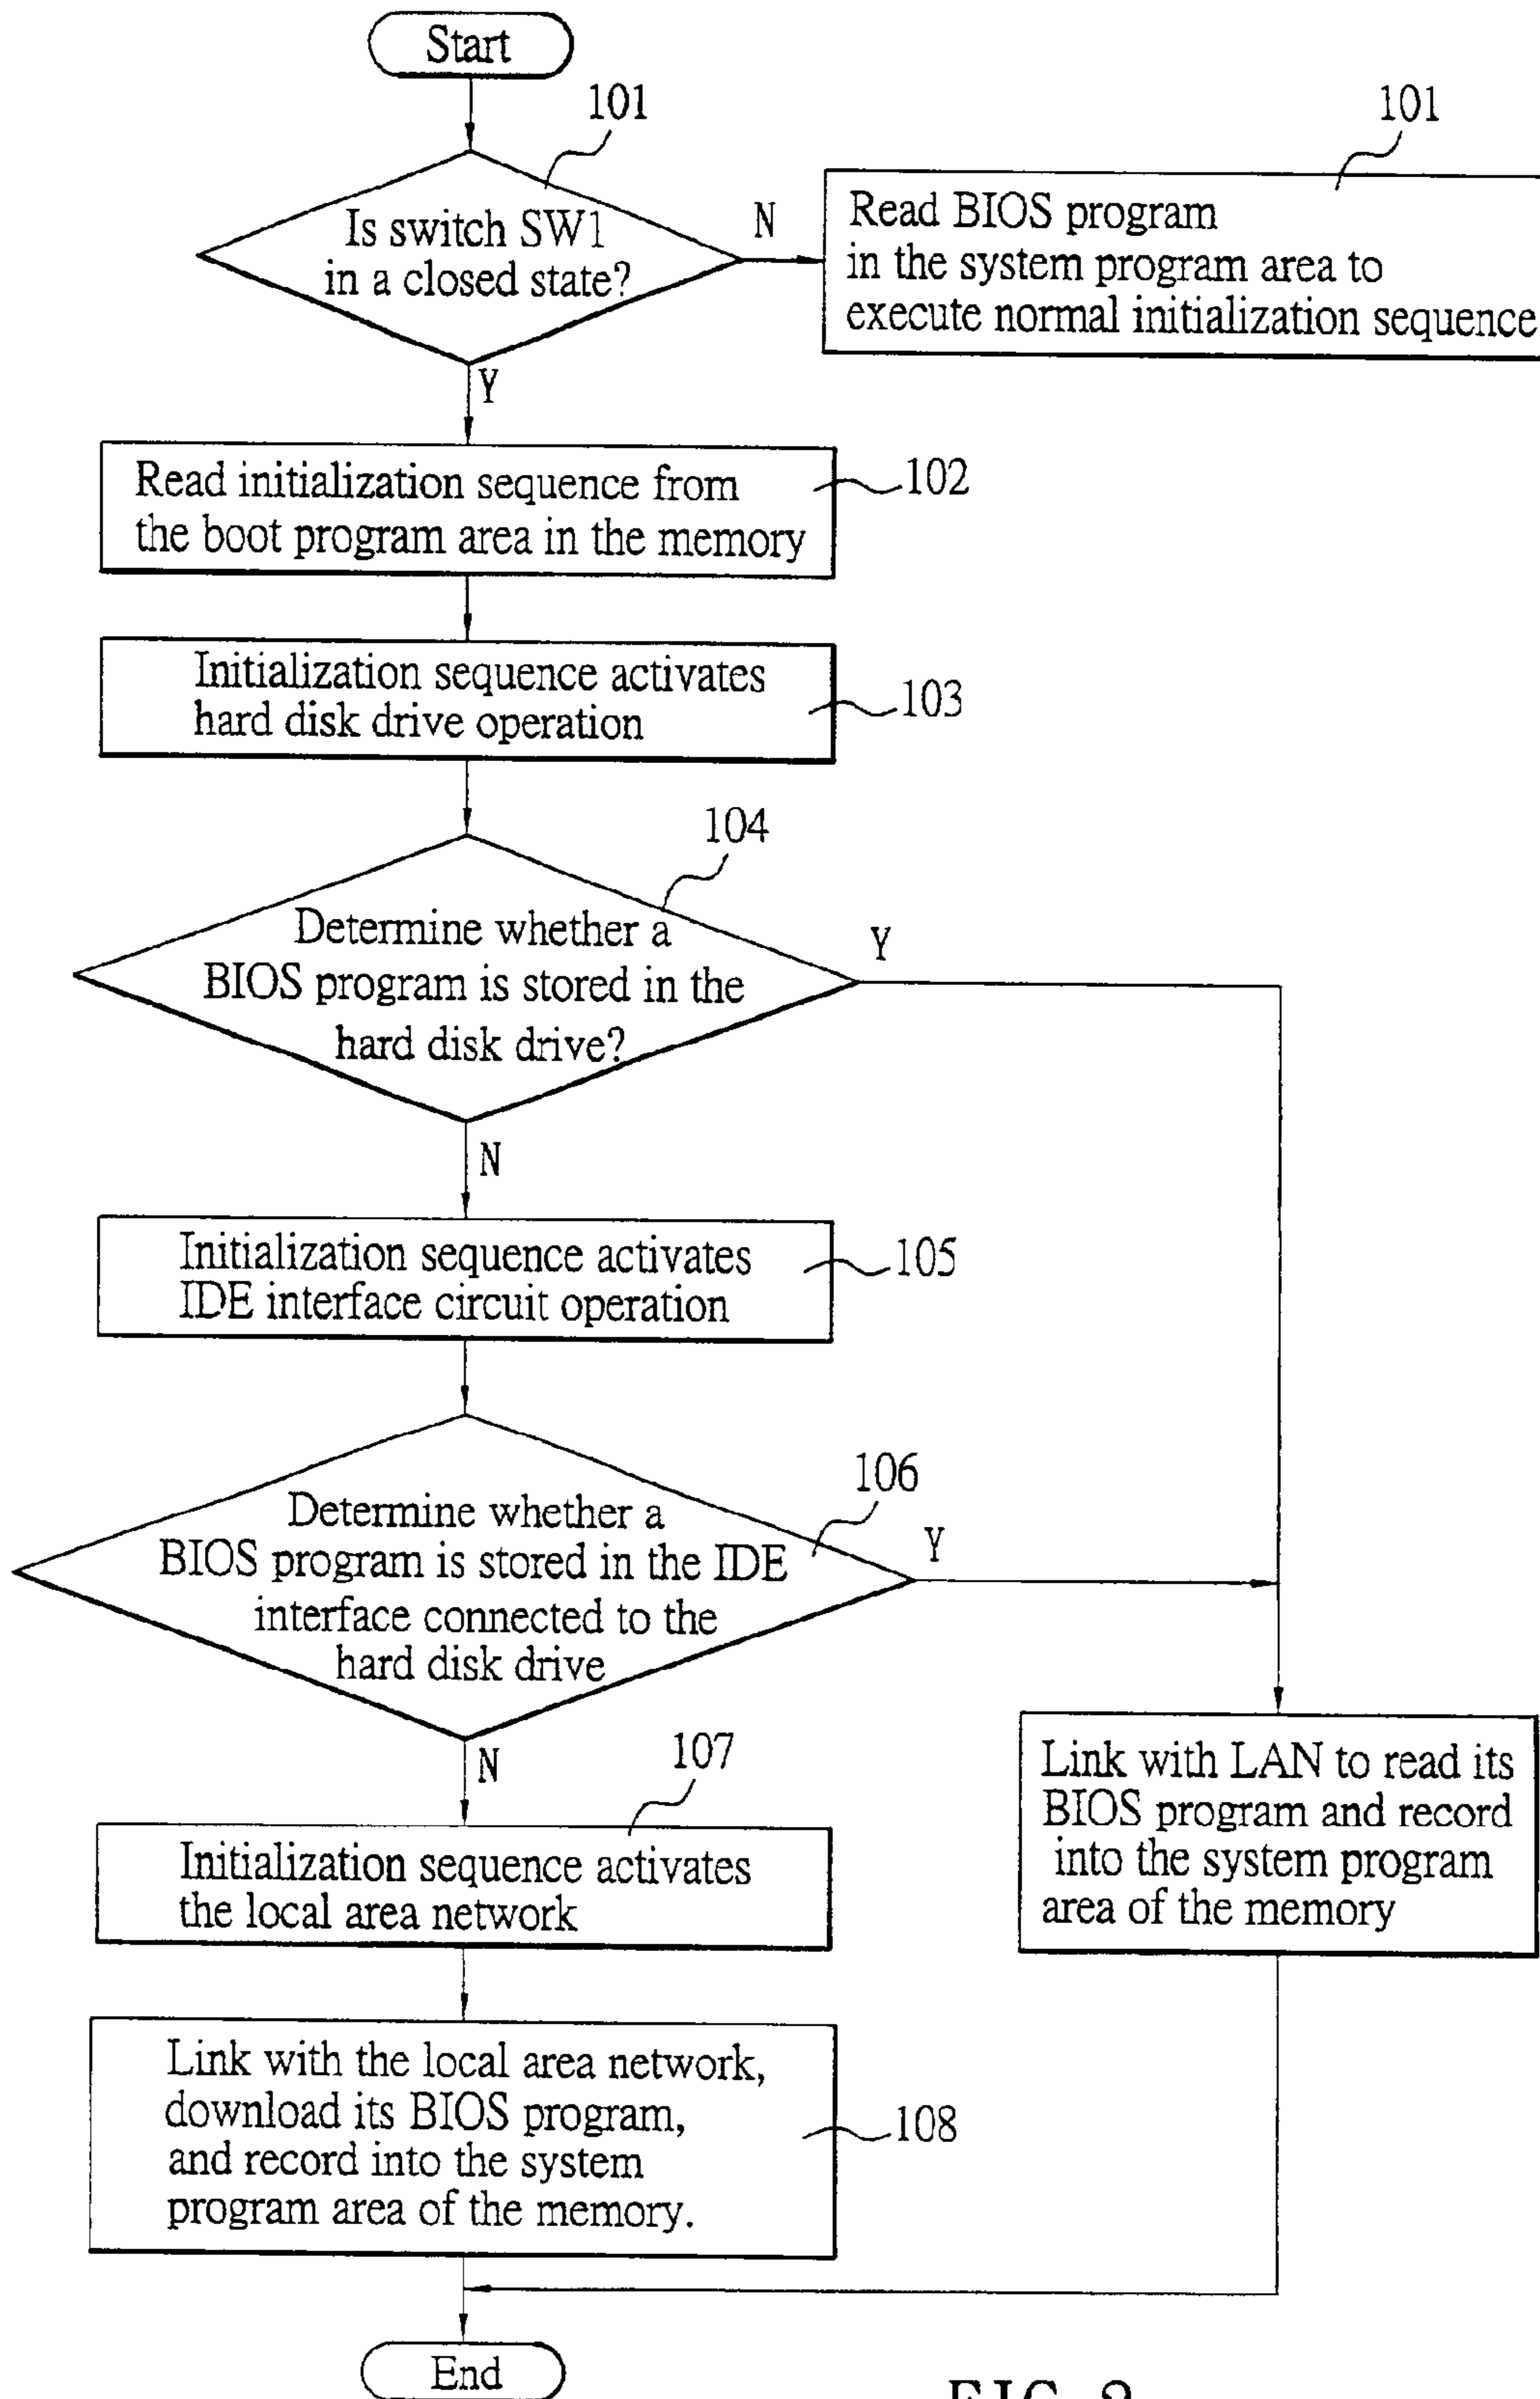 Start
101
Is switch SW1
in a closed state?
N
101
Read BIOS program
in the system program area to
execute normal initialization sequence
Y
Read initialization sequence from
the boot program area in the memory
102
Initialization sequence activates
hard disk drive operation
103
104
Determine whether a
BIOS program is stored in the
hard disk drive?
Y
N
Initialization sequence activates
IDE interface circuit operation
105
106
Determine whether a
BIOS program is stored in the IDE
interface connected to the
hard disk drive
Y
N
107
Initialization sequence activates
the local area network
Link with LAN to read its
BIOS program and record
into the system program
area of the memory
Link with the local area network,
download its BIOS program,
and record into the system
program area of the memory.
108
End
FIG. 2